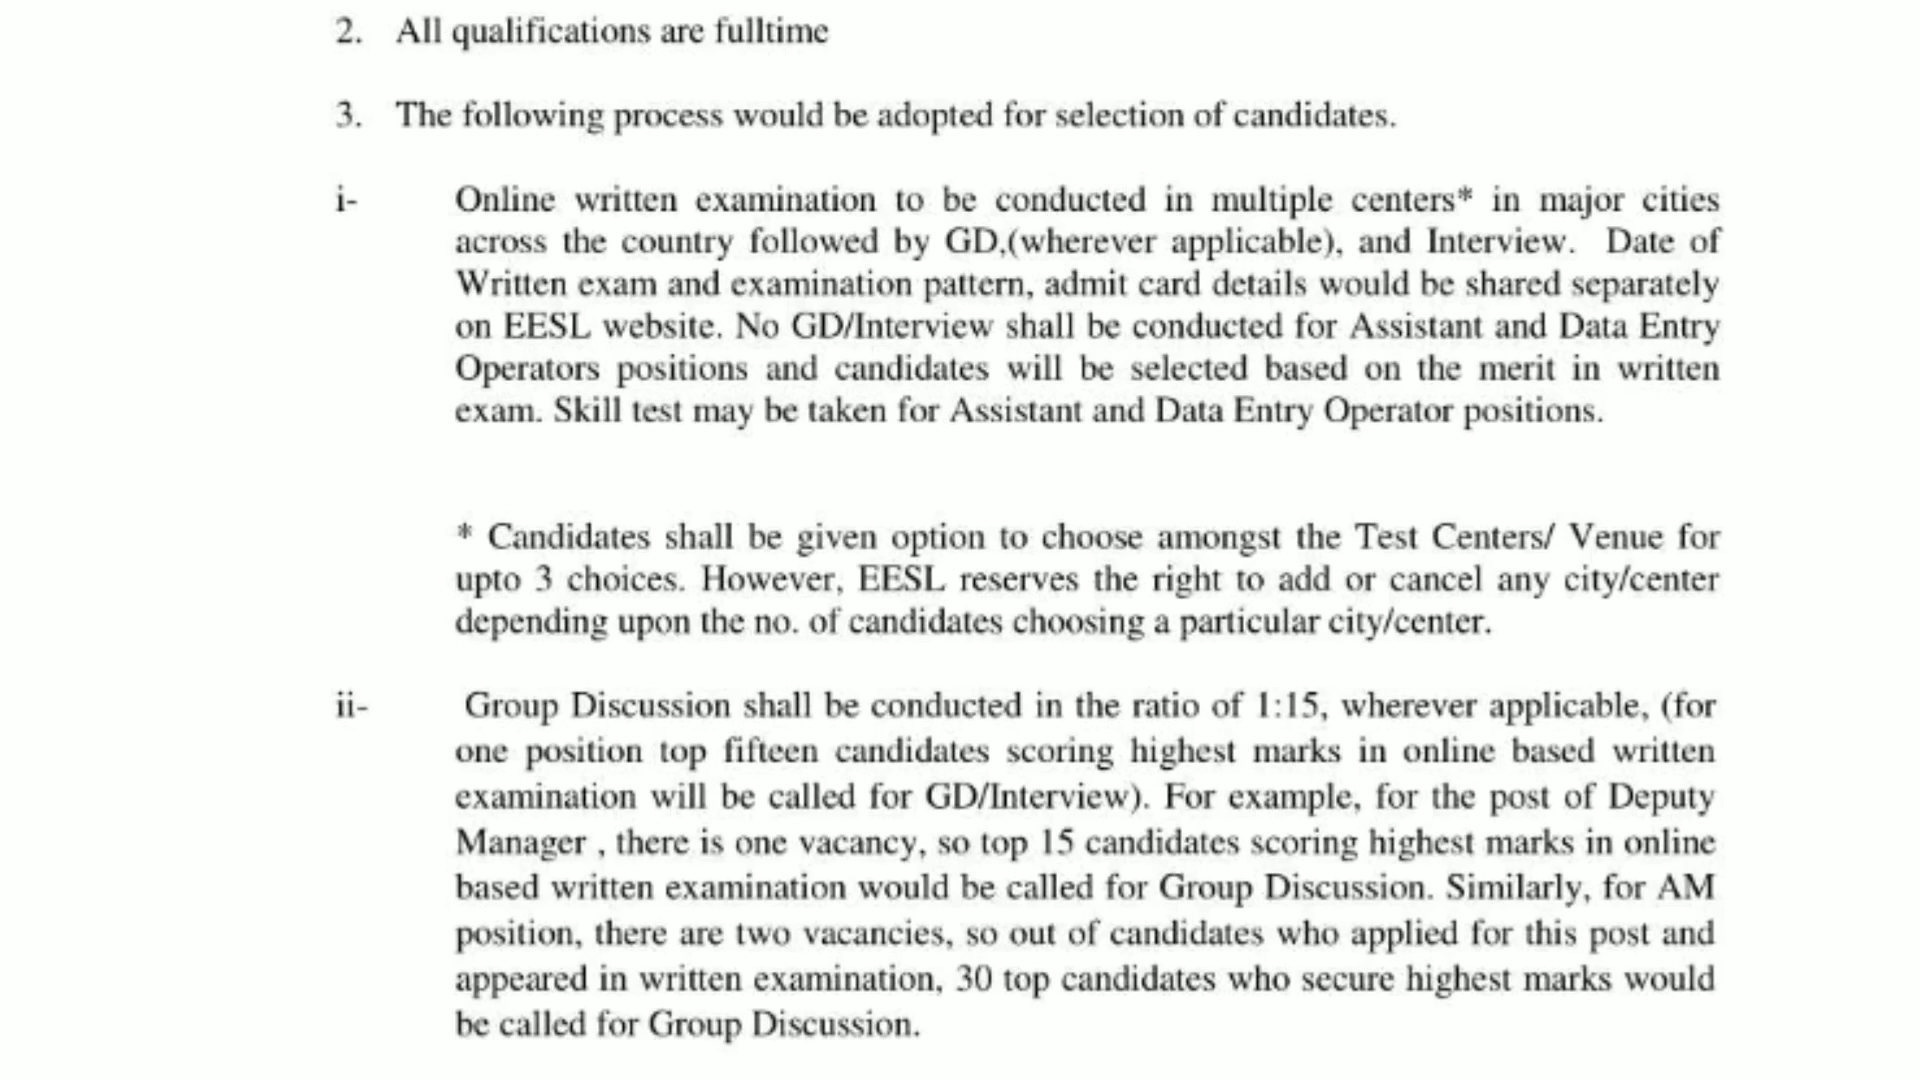 2. All qualifications are fulltime
3. The following process would be adopted for selection of candidates.
i- Online written examination to be conducted in multiple centers* in major cities
across the country followed by GD,(wherever applicable), and Interview. Date of
Written exam and examination pattern, admit card details would be shared separately
on EESL website. No GD/Interview shall be conducted for Assistant and Data Entry
Operators positions and candidates will be selected based on the merit in written
exam. Skill test may be taken for Assistant and Data Entry Operator positions.
* Candidates shall be given option to choose amongst the Test Centers/ Venue for
upto 3 choices. However, EESL reserves the right to add or cancel any city/center
depending upon the no. of candidates choosing a particular city/center.
ii- Group Discussion shall be conducted in the ratio of 1:15, wherever applicable, (for
one position top fifteen candidates scoring highest marks in online based written
examination will be called for GD/Interview). For example, for the post of Deputy
Manager , there is one vacancy, so top 15 candidates scoring highest marks in online
based written examination would be called for Group Discussion. Similarly, for AM
position, there are two vacancies, so out of candidates who applied for this post and
appeared in written examination, 30 top candidates who secure highest marks would
be called for Group Discussion.